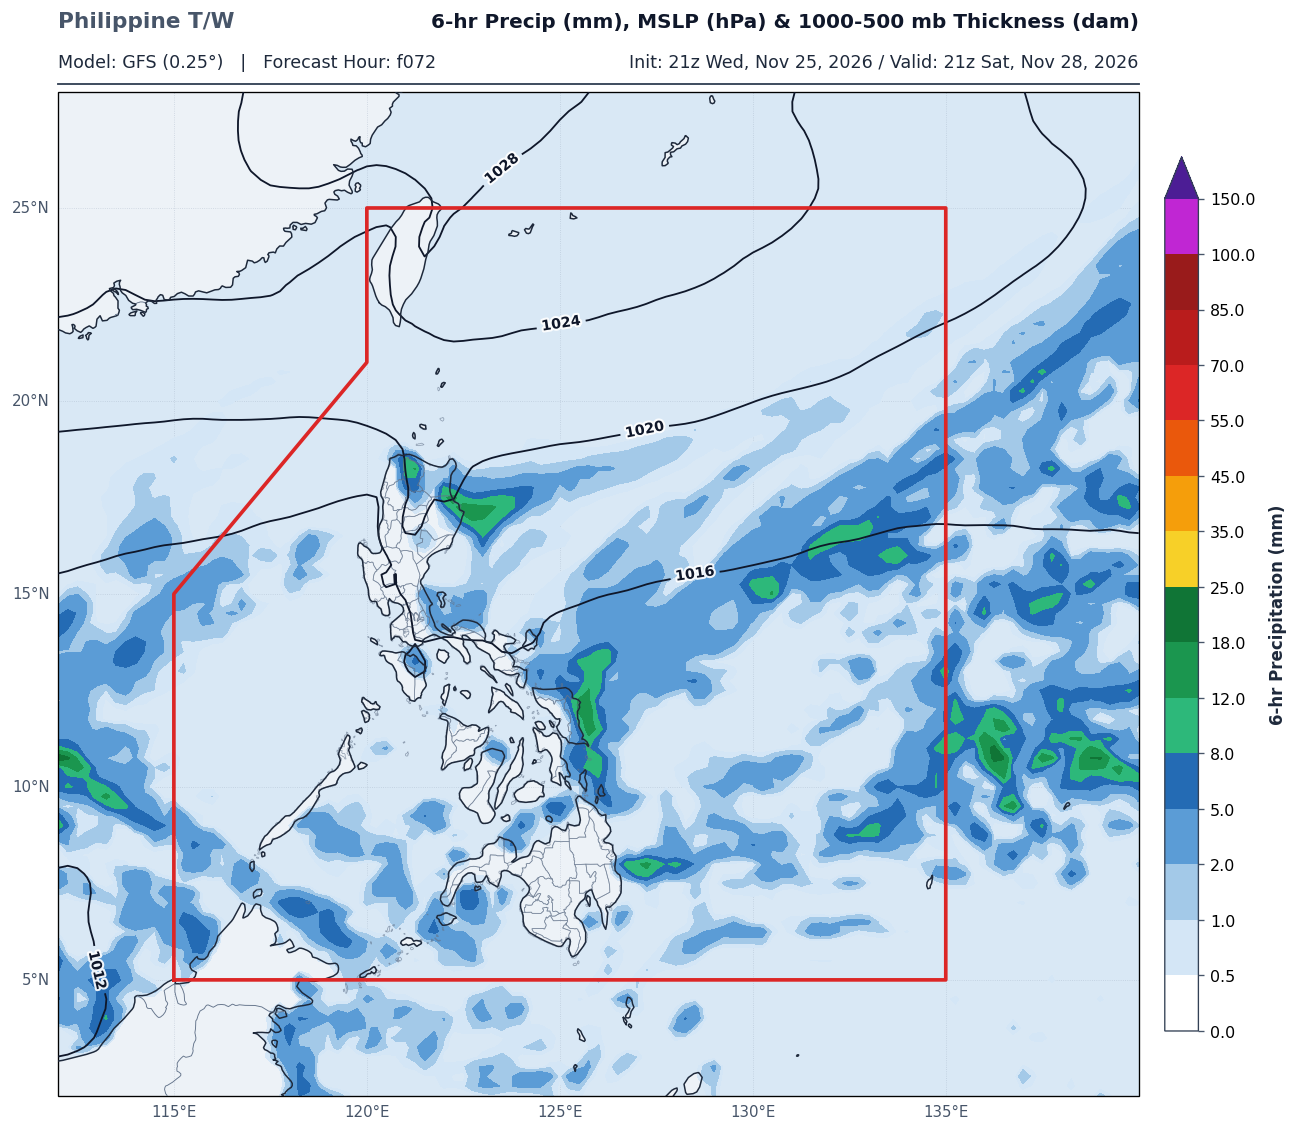 Philippine T/W
6-hr Precip (mm), MSLP (hPa) & 1000-500 mb Thickness (dam)
Model: GFS (0.25°) | Forecast Hour: f072
Init: 21z Wed, Nov 25, 2026 / Valid: 21z Sat, Nov 28, 2026
1028
1024
1020
1016
1012
25°N
20°N
15°N
10°N
5°N
115°E
120°E
125°E
130°E
135°E
150.0
100.0
85.0
70.0
55.0
45.0
35.0
25.0
18.0
12.0
8.0
5.0
2.0
1.0
0.5
0.0
6-hr Precipitation (mm)